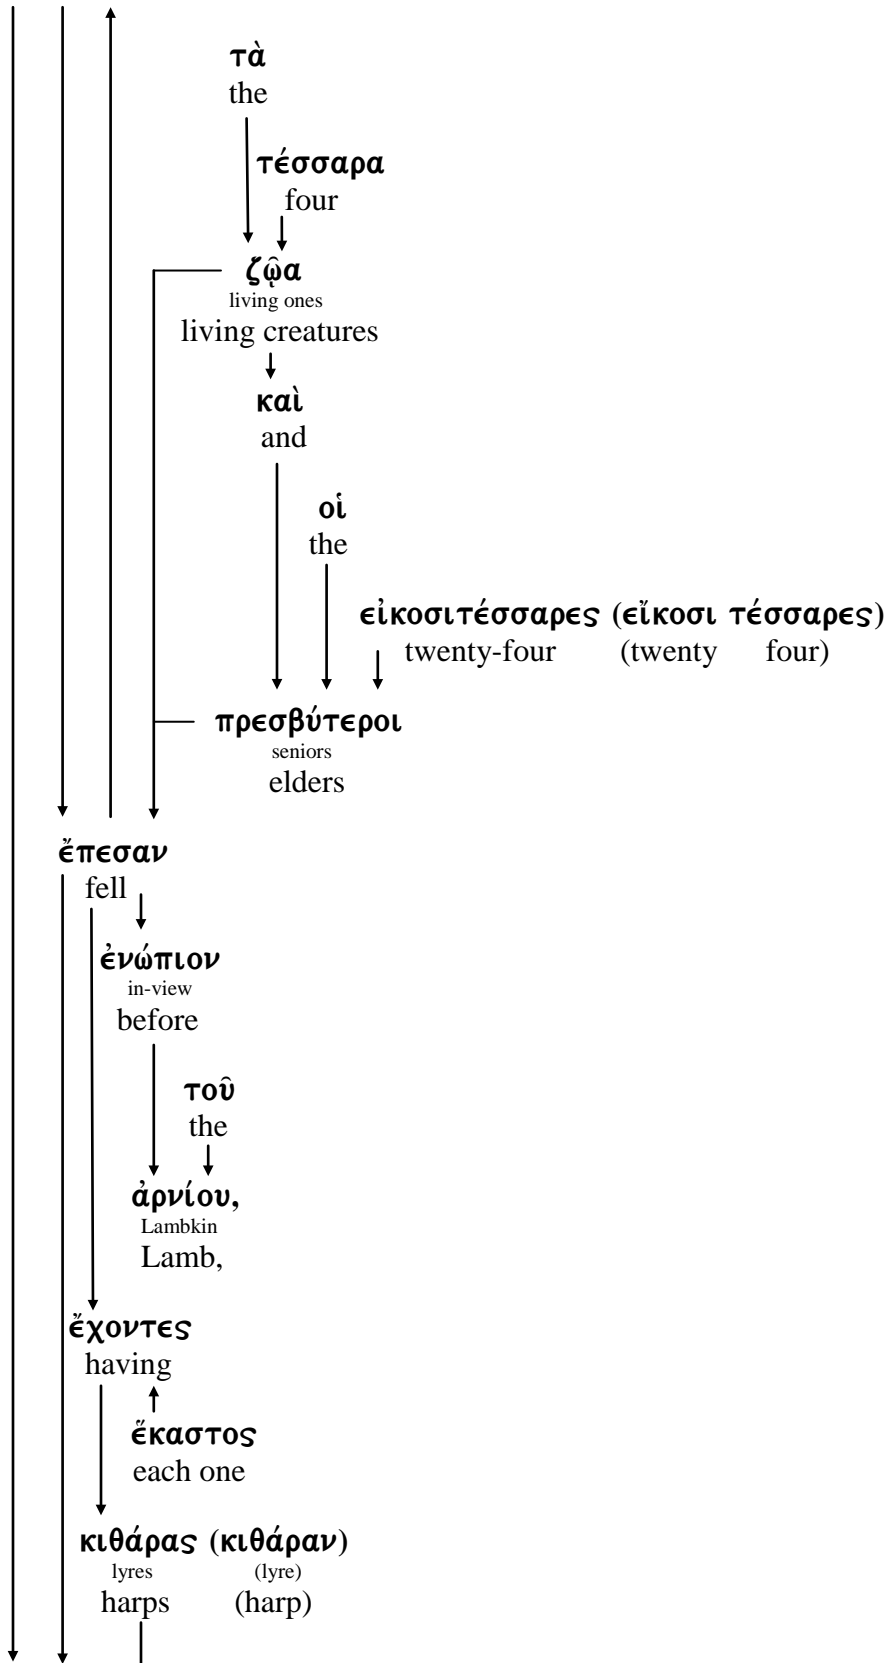 τὰ
the
τέσσαρα
four
ζῷα
living ones
living creatures
καὶ
and
οἱ
the
εἰκοσιτέσσαρες (εἴκοσι τέσσαρες)
twenty-four (twenty four)
πρεσβύτεροι
seniors
elders
ἔπεσαν
fell
ἐνώπιον
in-view
before
τοῦ
the
ἀρνίου,
Lambkin
Lamb,
ἔχοντες
having
ἕκαστος
each one
κιθάρας (κιθάραν)
lyres (lyre)
harps (harp)